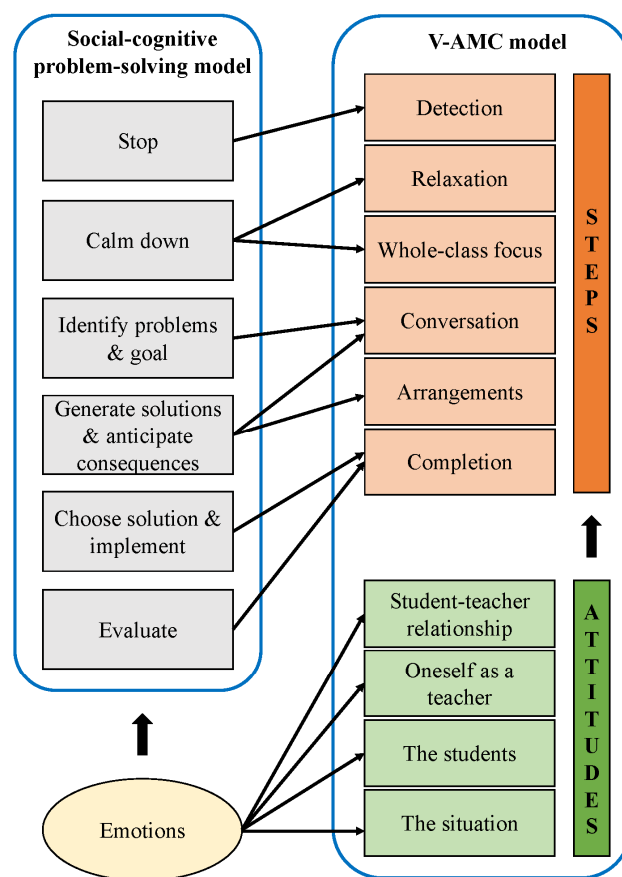 Social-cognitive
problem-solving model
Stop
Calm down
Identify problems
& goal
Generate solutions
& anticipate
consequences
Choose solution &
implement
Evaluate
Emotions
V-AMC model
Detection
Relaxation
Whole-class focus
Conversation
Arrangements
Completion
STEPS
Student-teacher
relationship
Oneself as a
teacher
The students
The situation
ATTITUDES